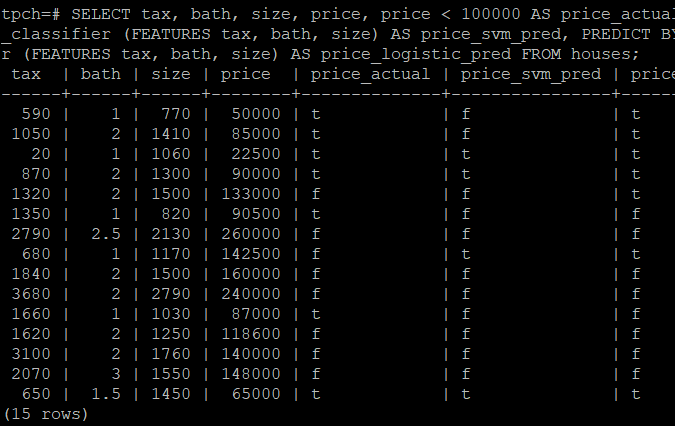 tpch=# SELECT tax, bath, size, price, price < 100000 AS price_actual
_classifier (FEATURES tax, bath, size) AS price_svm_pred, PREDICT BY
r (FEATURES tax, bath, size) AS price_logistic_pred FROM houses;
 tax  | bath | size | price  | price_actual | price_svm_pred | price
------+------+------+--------+--------------+----------------+------
  590 |    1 |  770 |  50000 | t            | f              | t
 1050 |    2 | 1410 |  85000 | t            | f              | t
   20 |    1 | 1060 |  22500 | t            | t              | t
  870 |    2 | 1300 |  90000 | t            | t              | t
 1320 |    2 | 1500 | 133000 | f            | f              | t
 1350 |    1 |  820 |  90500 | t            | f              | f
 2790 |  2.5 | 2130 | 260000 | f            | f              | f
  680 |    1 | 1170 | 142500 | f            | t              | f
 1840 |    2 | 1500 | 160000 | f            | f              | f
 3680 |    2 | 2790 | 240000 | f            | f              | f
 1660 |    1 | 1030 |  87000 | t            | f              | f
 1620 |    2 | 1250 | 118600 | f            | f              | f
 3100 |    2 | 1760 | 140000 | f            | f              | f
 2070 |    3 | 1550 | 148000 | f            | f              | f
  650 |  1.5 | 1450 |  65000 | t            | t              | t
(15 rows)